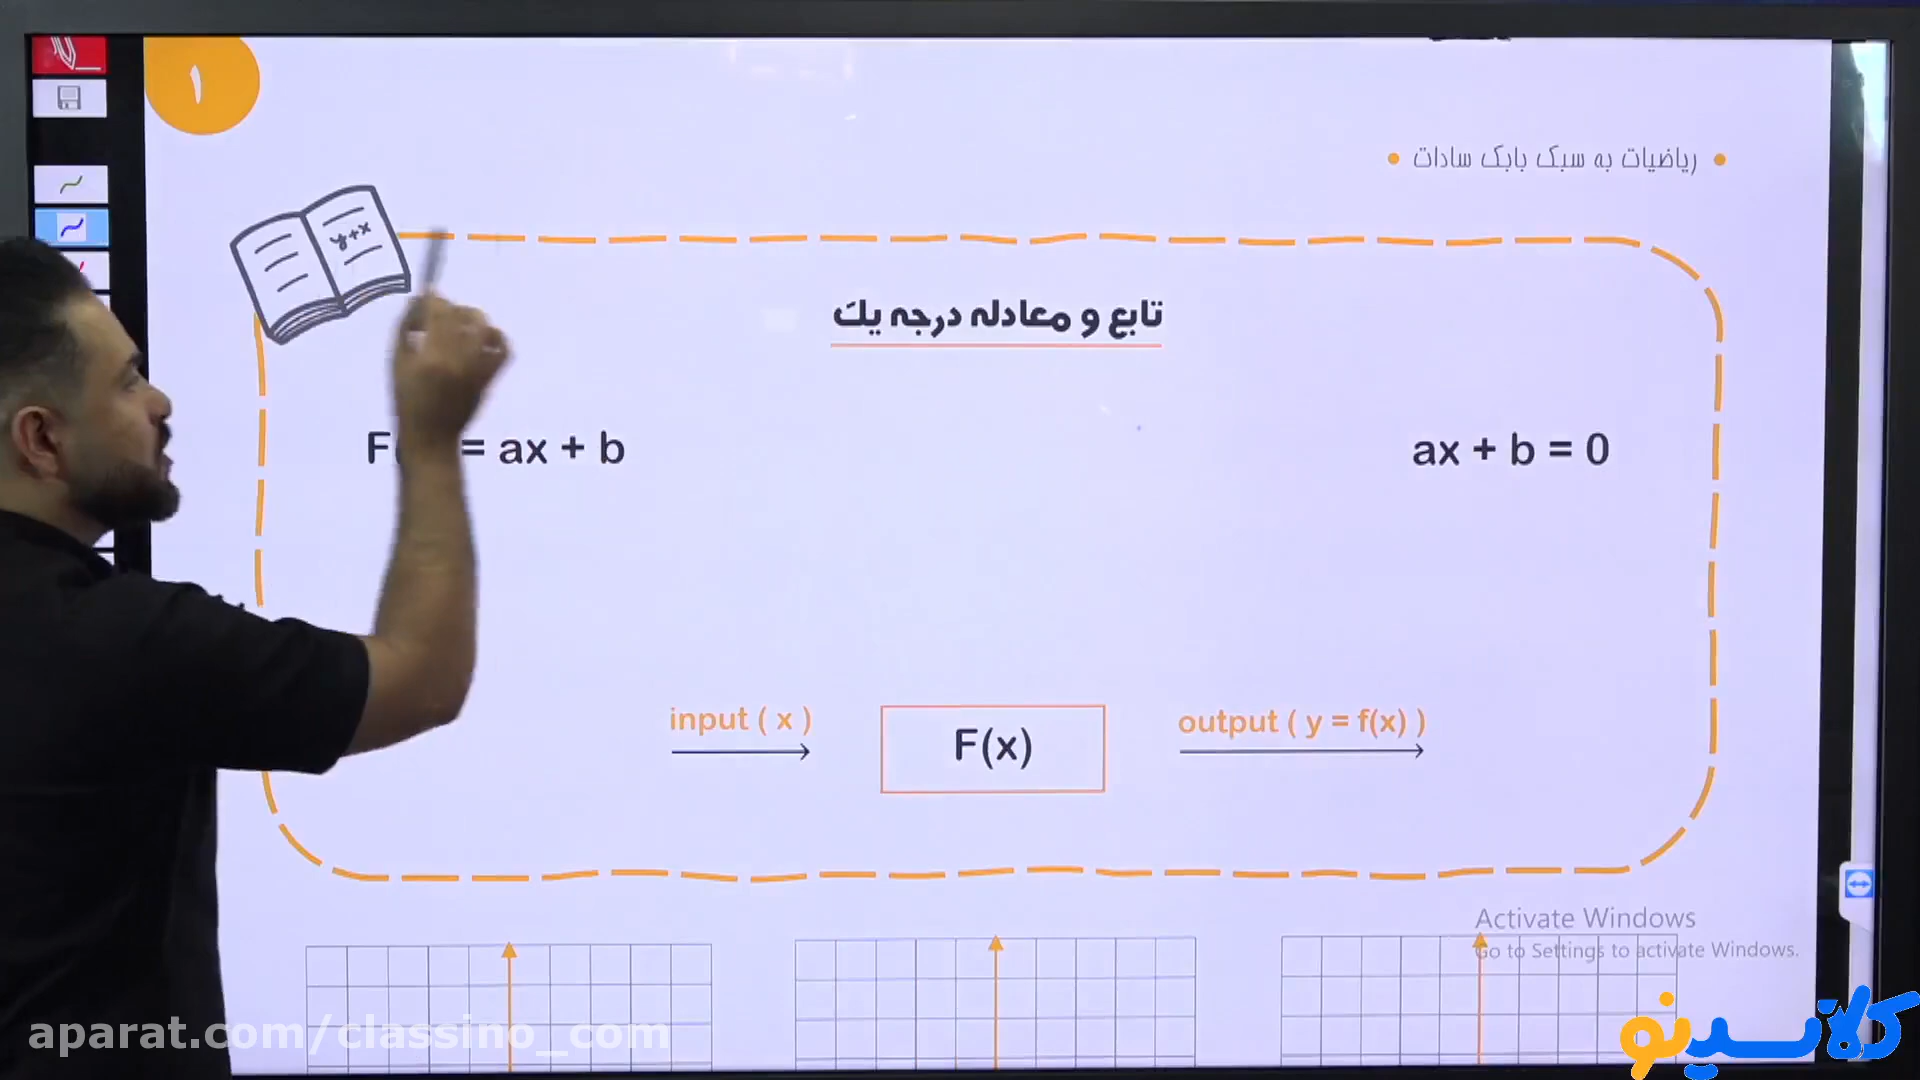 ۱
ریاضیات به سبک بابک سادات
y+x
تابع و معادله درجه یک
F( = ax + b
ax + b = 0
input ( x )
F(x)
output ( y = f(x) )
Activate Windows
Go to Settings to activate Windows.
aparat.com/classino_com
کلاسینو